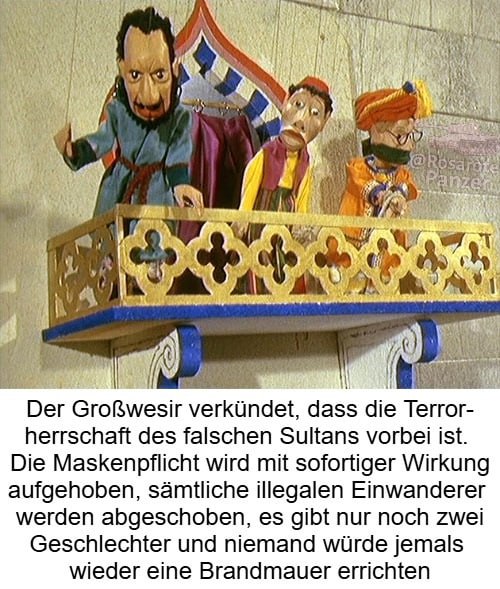 @Rosarote
Panzer
Der Großwesir verkündet, dass die Terror-
herrschaft des falschen Sultans vorbei ist.
Die Maskenpflicht wird mit sofortiger Wirkung
aufgehoben, sämtliche illegalen Einwanderer
werden abgeschoben, es gibt nur noch zwei
Geschlechter und niemand würde jemals
wieder eine Brandmauer errichten